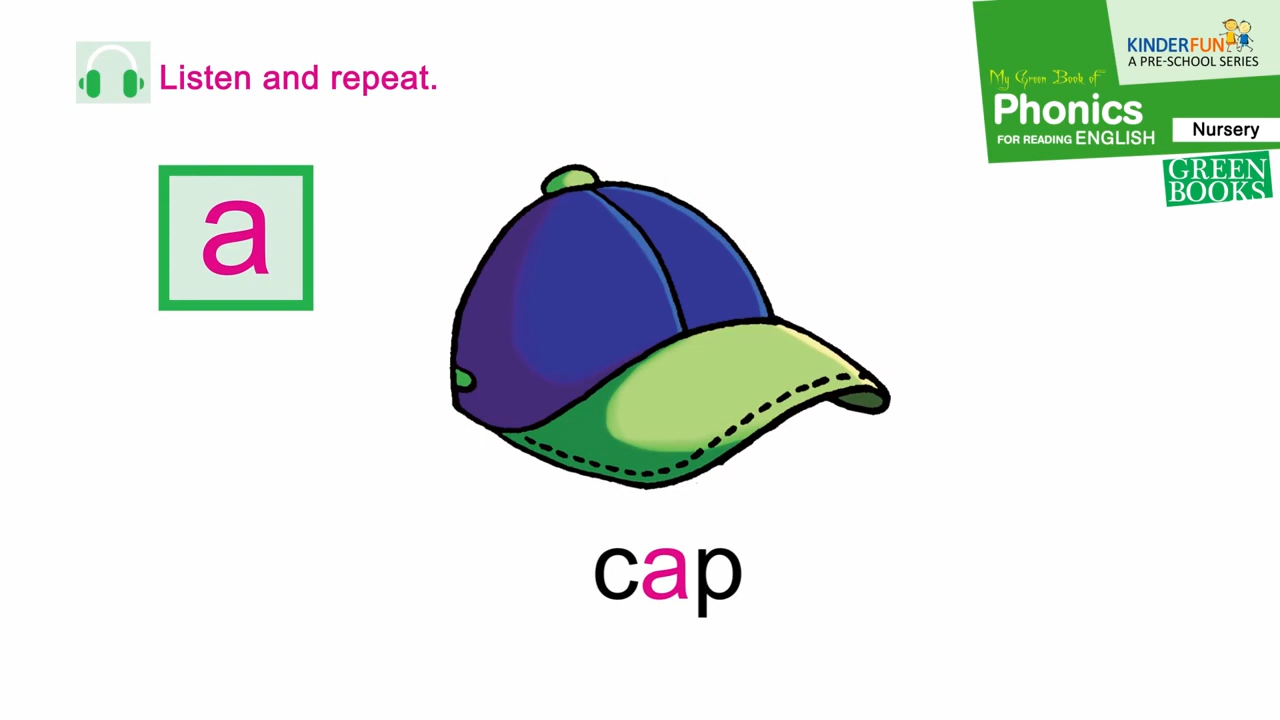 Listen and repeat.
KINDERFUN
A PRE-SCHOOL SERIES
My Green Book of
Phonics
FOR READING ENGLISH
Nursery
GREEN
BOOKS
a
cap